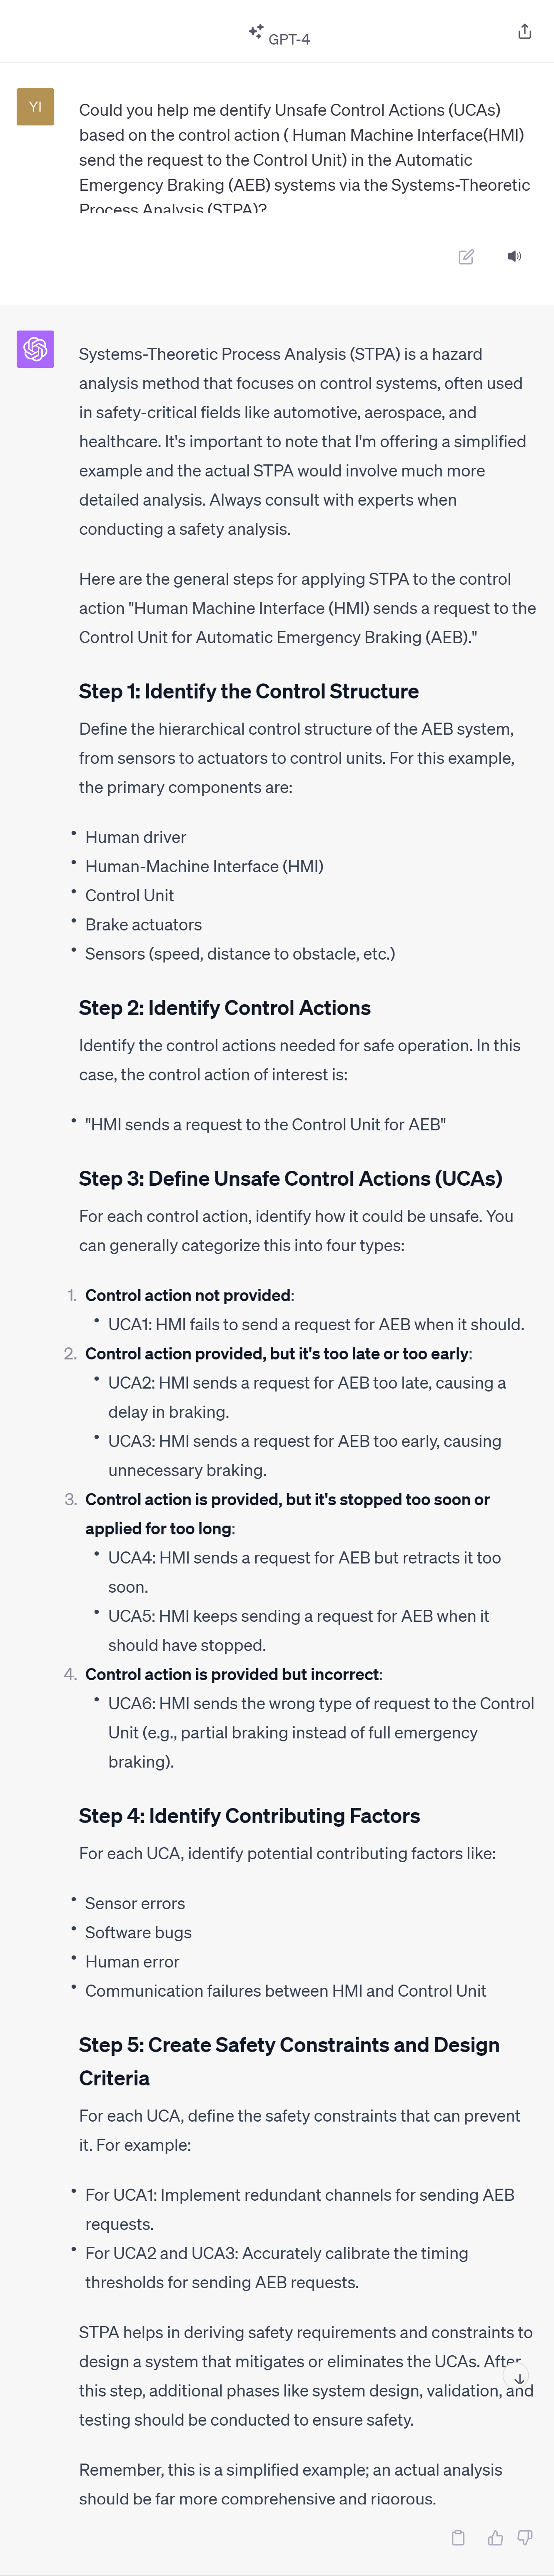 GPT-4
YI
Could you help me dentify Unsafe Control Actions (UCAs)
based on the control action ( Human Machine Interface(HMI)
send the request to the Control Unit) in the Automatic
Emergency Braking (AEB) systems via the Systems-Theoretic
Process Analysis (STPA)?
Systems-Theoretic Process Analysis (STPA) is a hazard
analysis method that focuses on control systems, often used
in safety-critical fields like automotive, aerospace, and
healthcare. It's important to note that I'm offering a simplified
example and the actual STPA would involve much more
detailed analysis. Always consult with experts when
conducting a safety analysis.
Here are the general steps for applying STPA to the control
action "Human Machine Interface (HMI) sends a request to the
Control Unit for Automatic Emergency Braking (AEB)."
Step 1: Identify the Control Structure
Define the hierarchical control structure of the AEB system,
from sensors to actuators to control units. For this example,
the primary components are:
• Human driver
• Human-Machine Interface (HMI)
• Control Unit
• Brake actuators
• Sensors (speed, distance to obstacle, etc.)
Step 2: Identify Control Actions
Identify the control actions needed for safe operation. In this
case, the control action of interest is:
• "HMI sends a request to the Control Unit for AEB"
Step 3: Define Unsafe Control Actions (UCAs)
For each control action, identify how it could be unsafe. You
can generally categorize this into four types:
1. Control action not provided:
• UCA1: HMI fails to send a request for AEB when it should.
2. Control action provided, but it's too late or too early:
• UCA2: HMI sends a request for AEB too late, causing a
delay in braking.
• UCA3: HMI sends a request for AEB too early, causing
unnecessary braking.
3. Control action is provided, but it's stopped too soon or
applied for too long:
• UCA4: HMI sends a request for AEB but retracts it too
soon.
• UCA5: HMI keeps sending a request for AEB when it
should have stopped.
4. Control action is provided but incorrect:
• UCA6: HMI sends the wrong type of request to the Control
Unit (e.g., partial braking instead of full emergency
braking).
Step 4: Identify Contributing Factors
For each UCA, identify potential contributing factors like:
• Sensor errors
• Software bugs
• Human error
• Communication failures between HMI and Control Unit
Step 5: Create Safety Constraints and Design
Criteria
For each UCA, define the safety constraints that can prevent
it. For example:
• For UCA1: Implement redundant channels for sending AEB
requests.
• For UCA2 and UCA3: Accurately calibrate the timing
thresholds for sending AEB requests.
STPA helps in deriving safety requirements and constraints to
design a system that mitigates or eliminates the UCAs. After
this step, additional phases like system design, validation, and
testing should be conducted to ensure safety.
Remember, this is a simplified example; an actual analysis
should be far more comprehensive and rigorous.